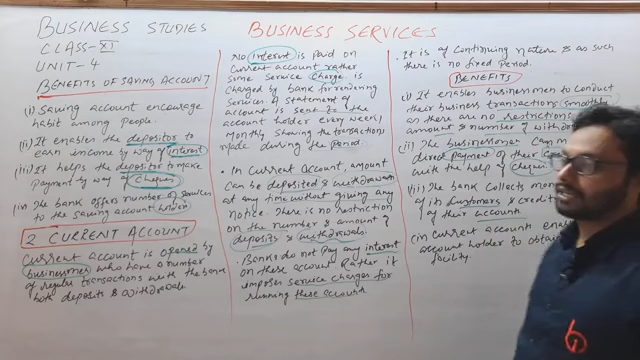 BUSINESS STUDIES
CLASS-XI
UNIT-4
BENEFITS OF SAVING ACCOUNT
(i) Saving account encourage
habit among people.
(ii) It enables the depositor to
earn income by way of interest
(iii) It helps the depositor to make
payment by way of cheques
(iv The bank offers number of services
to the saving account holder
2 CURRENT ACCOUNT
Current account is opened by
businessmen who have a number
of regular transactions with the bank
both deposits & withdrawals
BUSINESS SERVICES
No interest is paid on
current account rather
some service charge is
charged by bank for rendering
services. A statement of
account is sent to the
account holder every week/
monthly showing the transactions
made during the period.
• In current account, amount
can be deposited & withdrawn
at any time without giving any
notice. There is no restriction
on the number & amount of
deposits & withdrawals.
• Banks do not pay any interest
on these account. Rather it
imposes service charges for
running these account
• It is of continuing nature & as such
there is no fixed period.
BENEFITS
(i) It enables businessmen to conduct
their business transactions smoothly
as there are no restrictions
amount & number of withdra
(ii) The businessmen can m
direct payment of their
with the help of cheque
(iii) The bank collects mon
of its customers & credit
of their account
(iv current account ena
account holder to obta
facility.